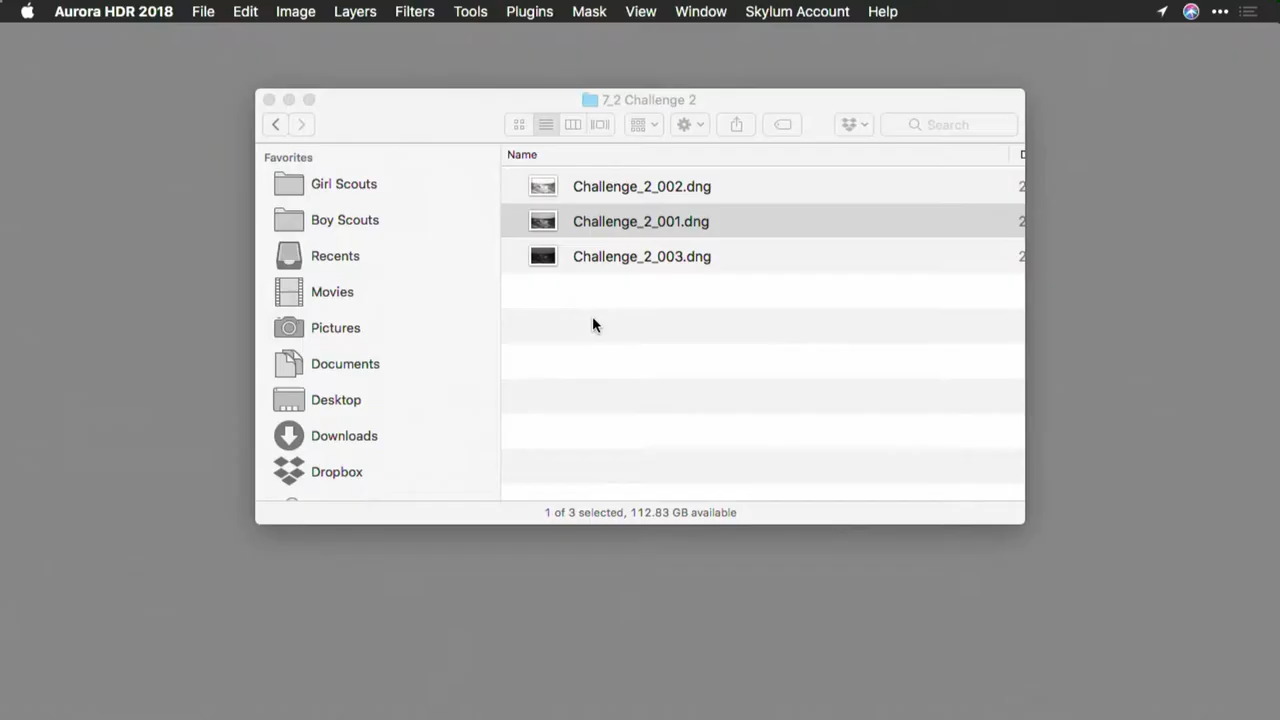 Aurora HDR 2018 File Edit Image Layers Filters Tools Plugins Mask View Window Skylum Account Help
7_2 Challenge 2
Search
Favorites
Girl Scouts
Boy Scouts
Recents
Movies
Pictures
Documents
Desktop
Downloads
Dropbox
Name
Challenge_2_002.dng
Challenge_2_001.dng
Challenge_2_003.dng
1 of 3 selected, 112.83 GB available